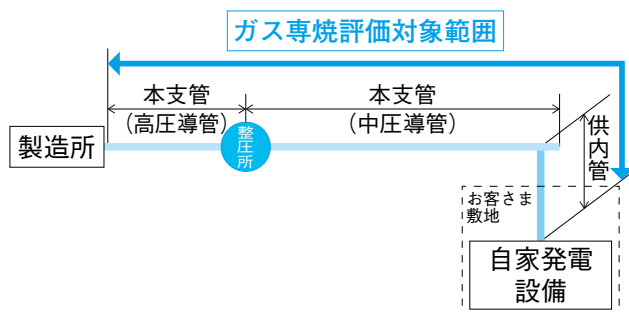 ガス専焼評価対象範囲
本支管
(高圧導管)
本支管
(中圧導管)
製造所
整圧所
供内管
お客さま
敷地
自家発電
設備